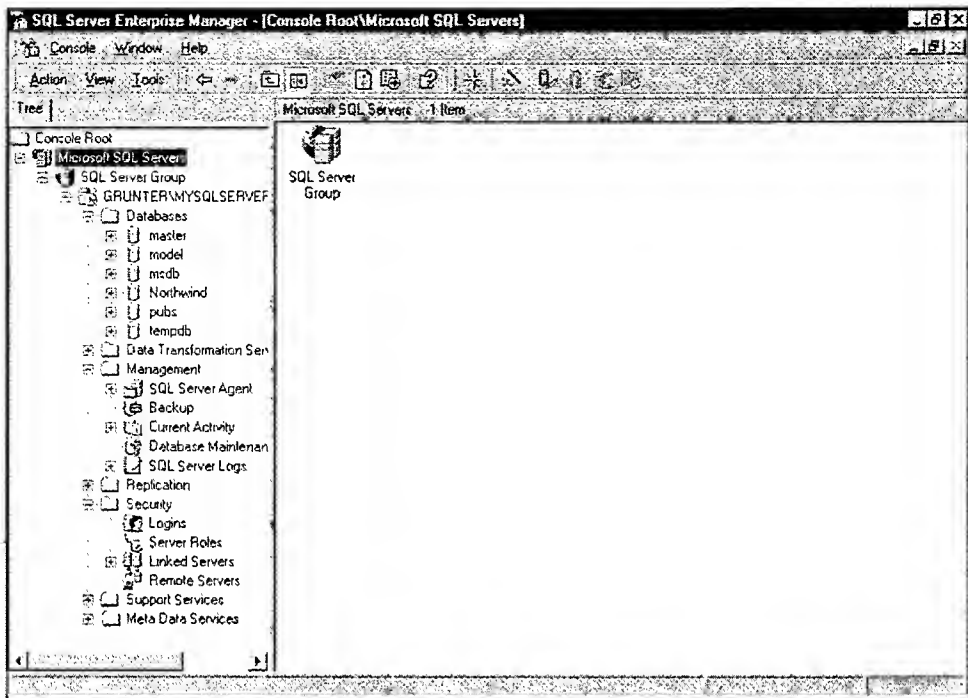 SQL Server Enterprise Manager - [Console Root\Microsoft SQL Servers]
Console Window Help
Action View Tools
Tree
Microsoft SQL Servers 1 Item
Console Root
Microsoft SQL Servers
SQL Server Group
GRUNTER\MYSQLSERVER
Databases
master
model
msdb
Northwind
pubs
tempdb
Data Transformation Ser
Management
SQL Server Agent
Backup
Current Activity
Database Maintenan
SQL Server Logs
Replication
Security
Logins
Server Roles
Linked Servers
Remote Servers
Support Services
Meta Data Services
SQL Server
Group